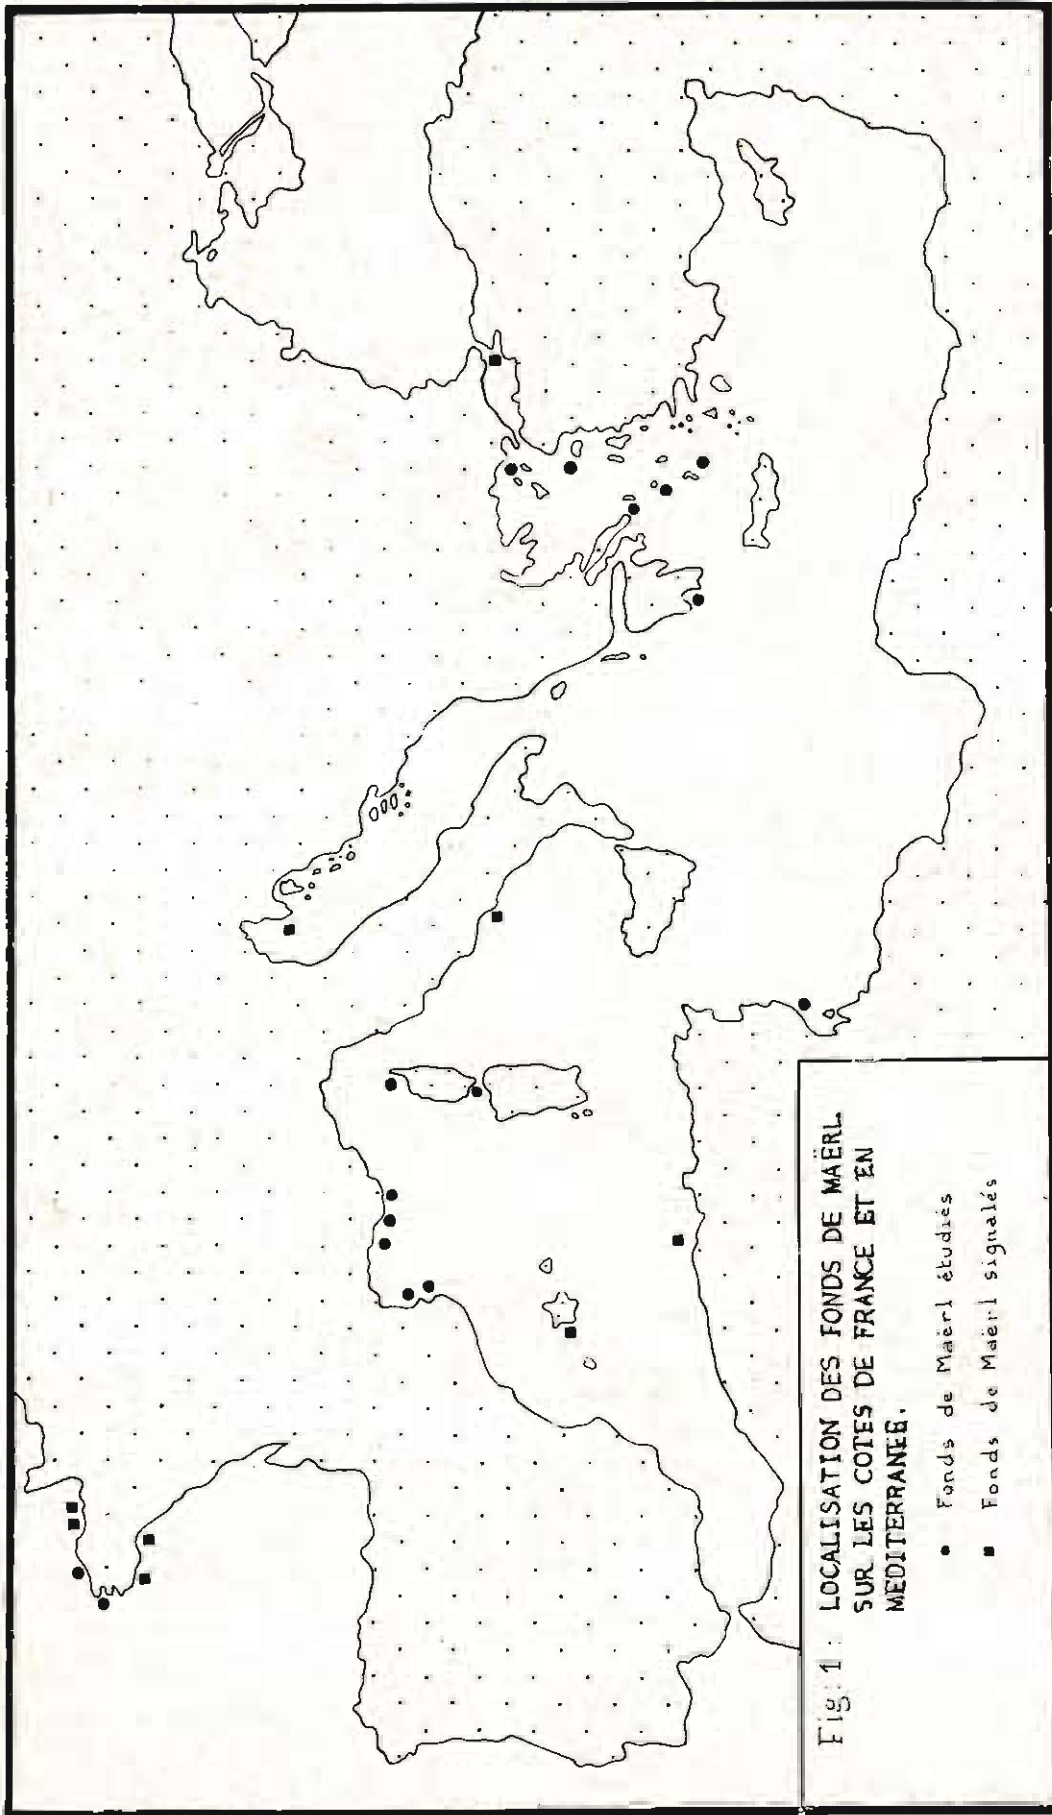 Fig. 1 : LOCALISATION DES FONDS DE MAËRL
SUR LES COTES DE FRANCE ET EN
MEDITERRANEE.
• Fonds de Maërl étudiés
■ Fonds de Maërl signalés